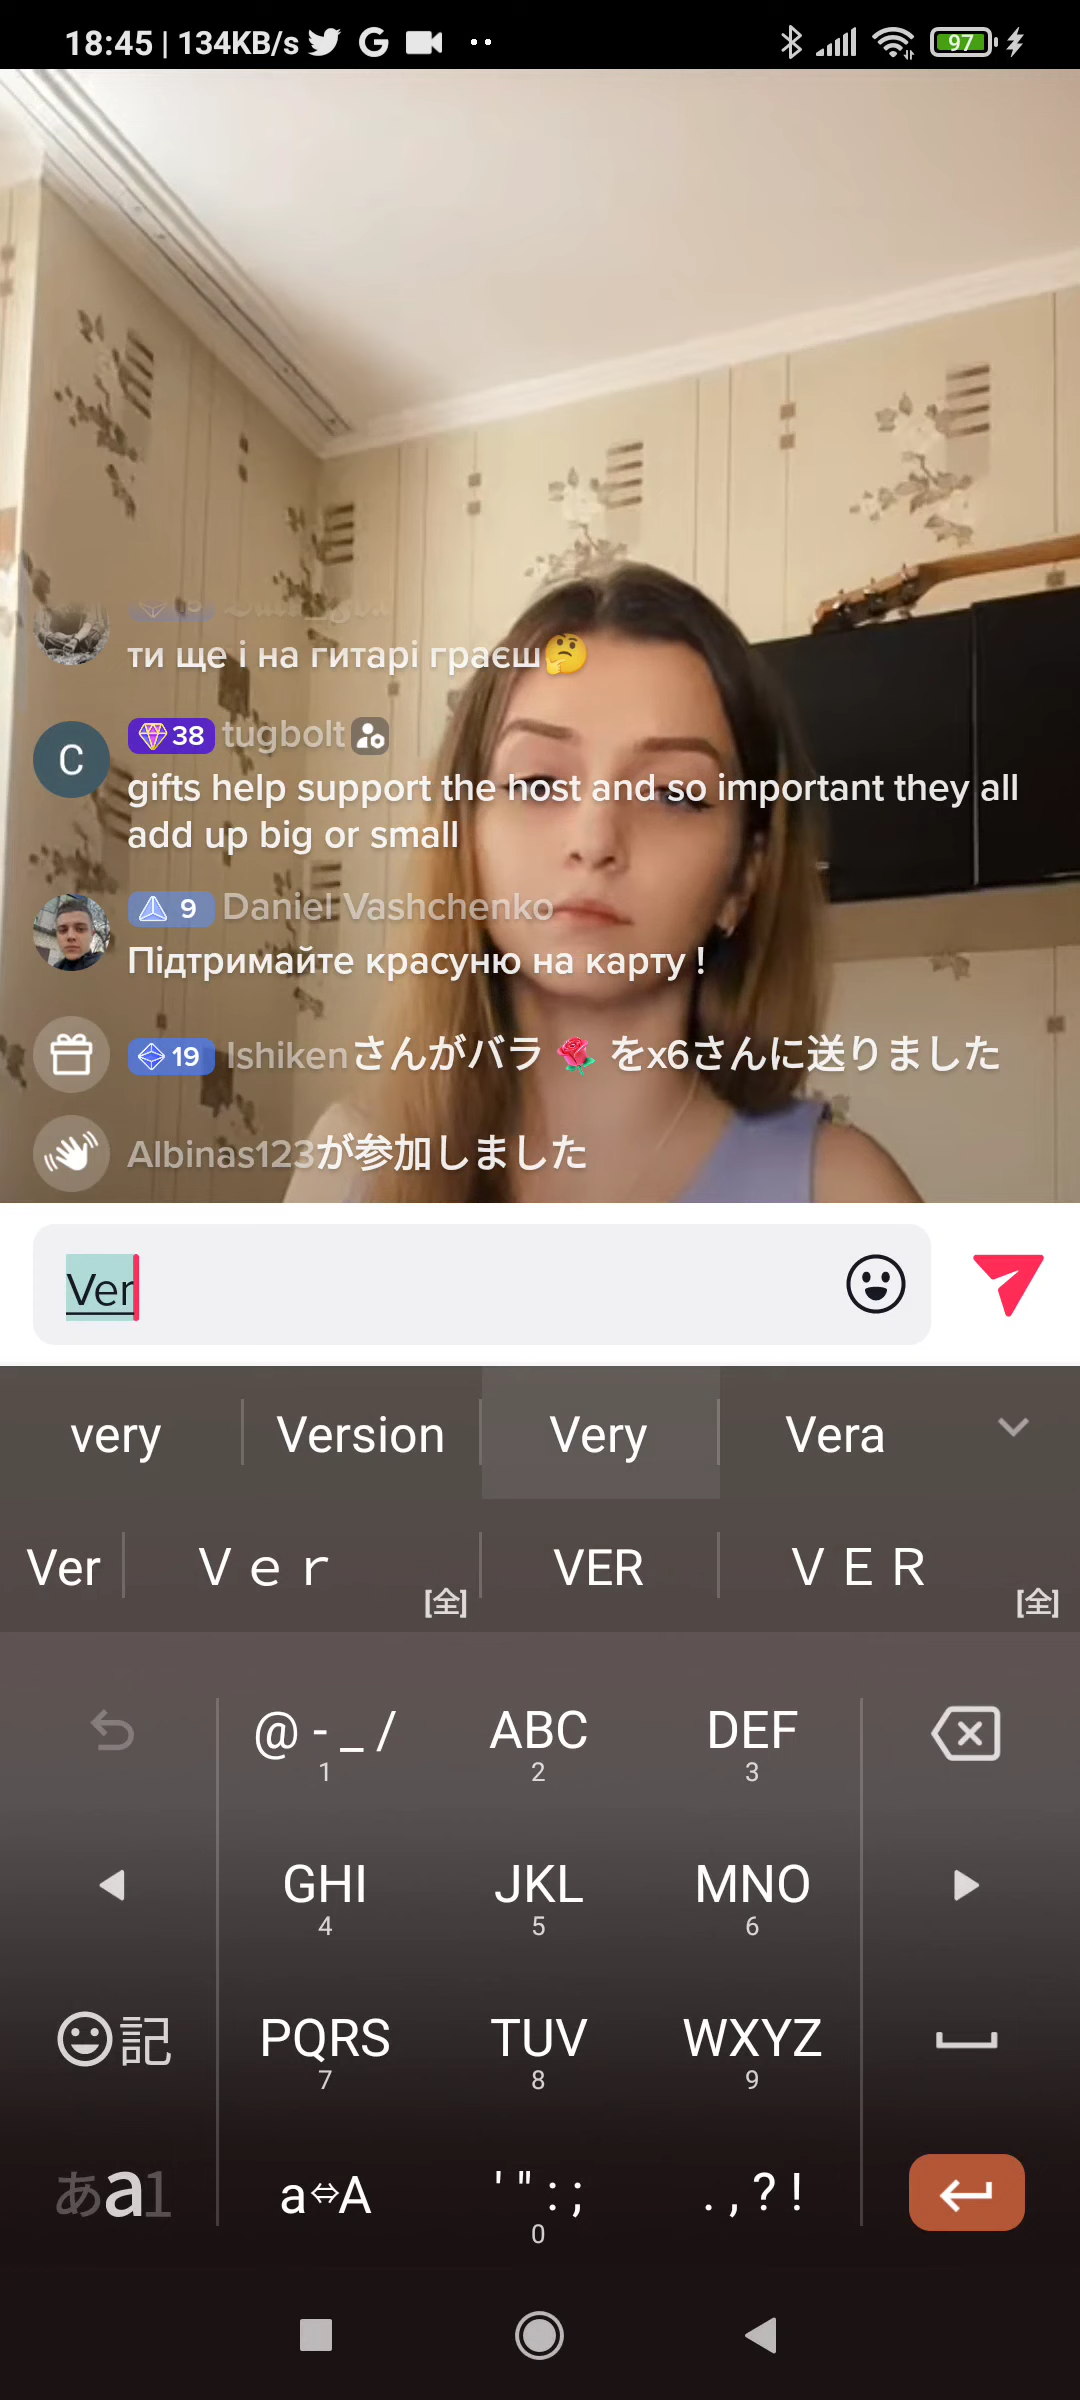 18:45 | 134KB/s
97
ти ще і на гитарі граєш🤔
C
38 tugbolt
gifts help support the host and so important they all
add up big or small
9 Daniel Vashchenko
Підтримайте красуню на карту !
19 Ishikenさんがバラ 🌹 をx6さんに送りました
Albinas123が参加しました
Ver
very Version Very Vera
Ver Ｖｅｒ [全] VER ＶＥＲ [全]
@ - _ / ABC DEF
1 2 3
GHI JKL MNO
4 5 6
記 PQRS TUV WXYZ
7 8 9
あa1 a⇔A ' " : ; . , ? !
0